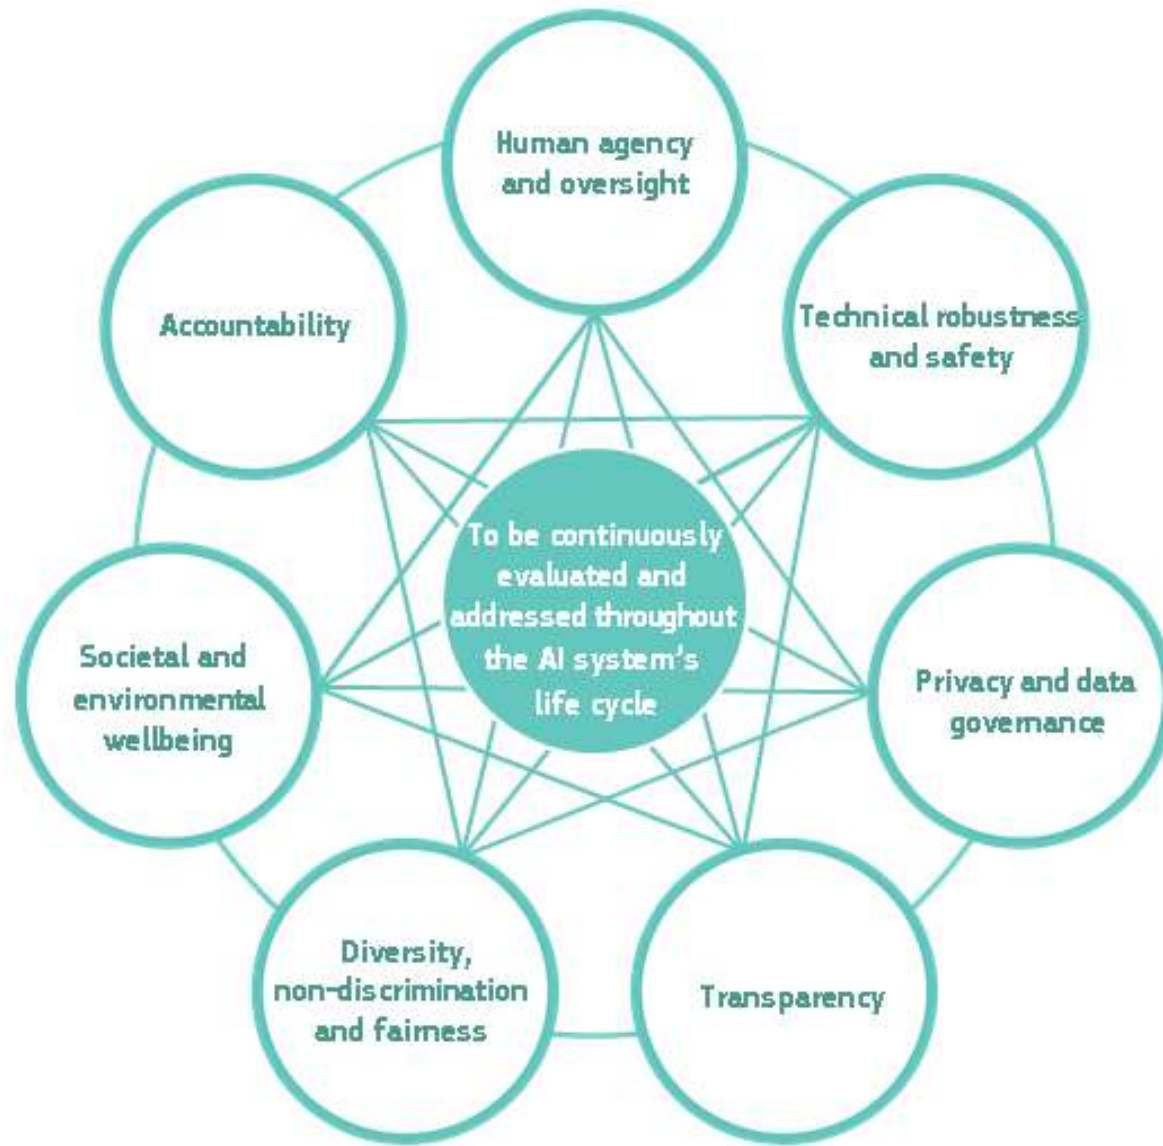 Human agency
and oversight
Technical robustness
and safety
Privacy and data
governance
Transparency
Diversity,
non-discrimination
and fairness
Societal and
environmental
wellbeing
Accountability
To be continuously
evaluated and
addressed throughout
the AI system's
life cycle